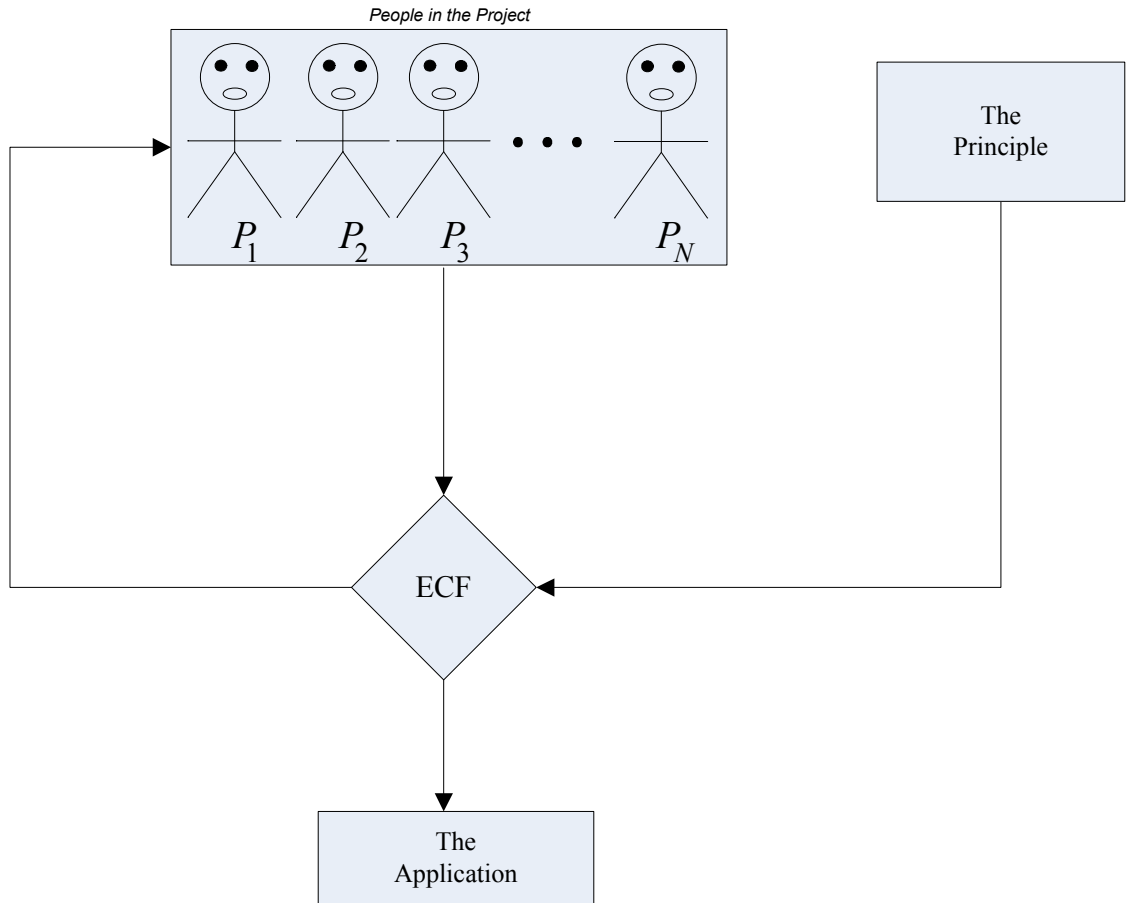 People in the Project
P1 P2 P3 PN
The
Principle
ECF
The
Application